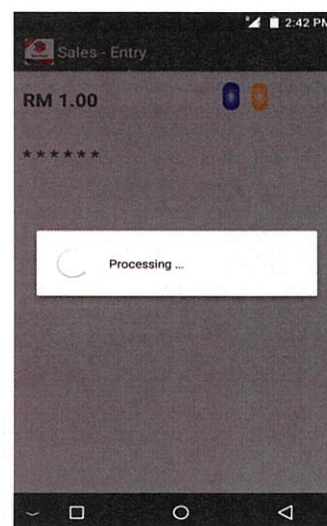 2:42 PM
Sales - Entry
RM 1.00
******
Processing ...